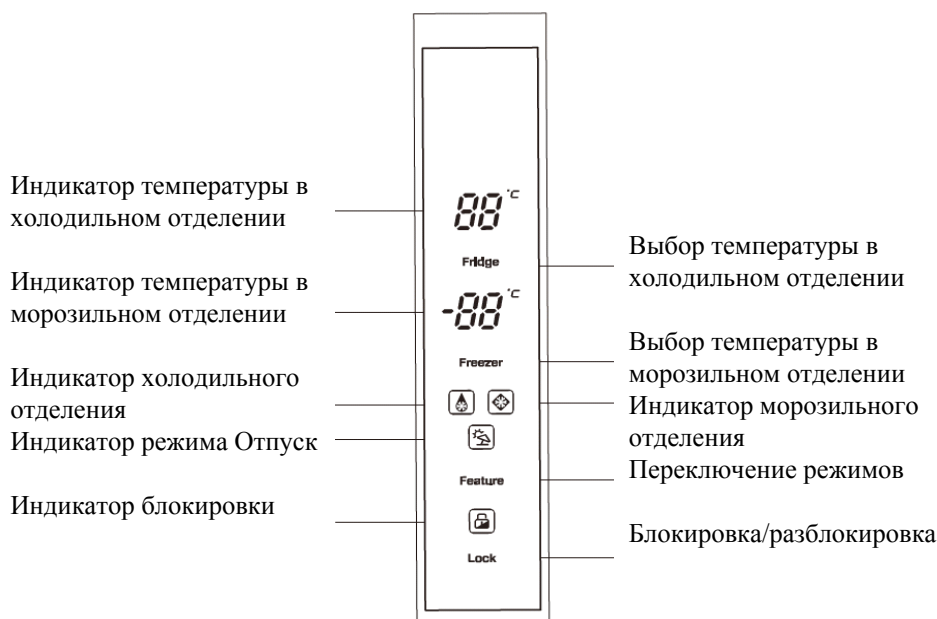 Индикатор температуры в
холодильном отделении
Индикатор температуры в
морозильном отделении
Индикатор холодильного
отделения
Индикатор режима Отпуск
Индикатор блокировки
88 °C
Fridge
-88 °C
Freezer
Feature
Lock
Выбор температуры в
холодильном отделении
Выбор температуры в
морозильном отделении
Индикатор морозильного
отделения
Переключение режимов
Блокировка/разблокировка